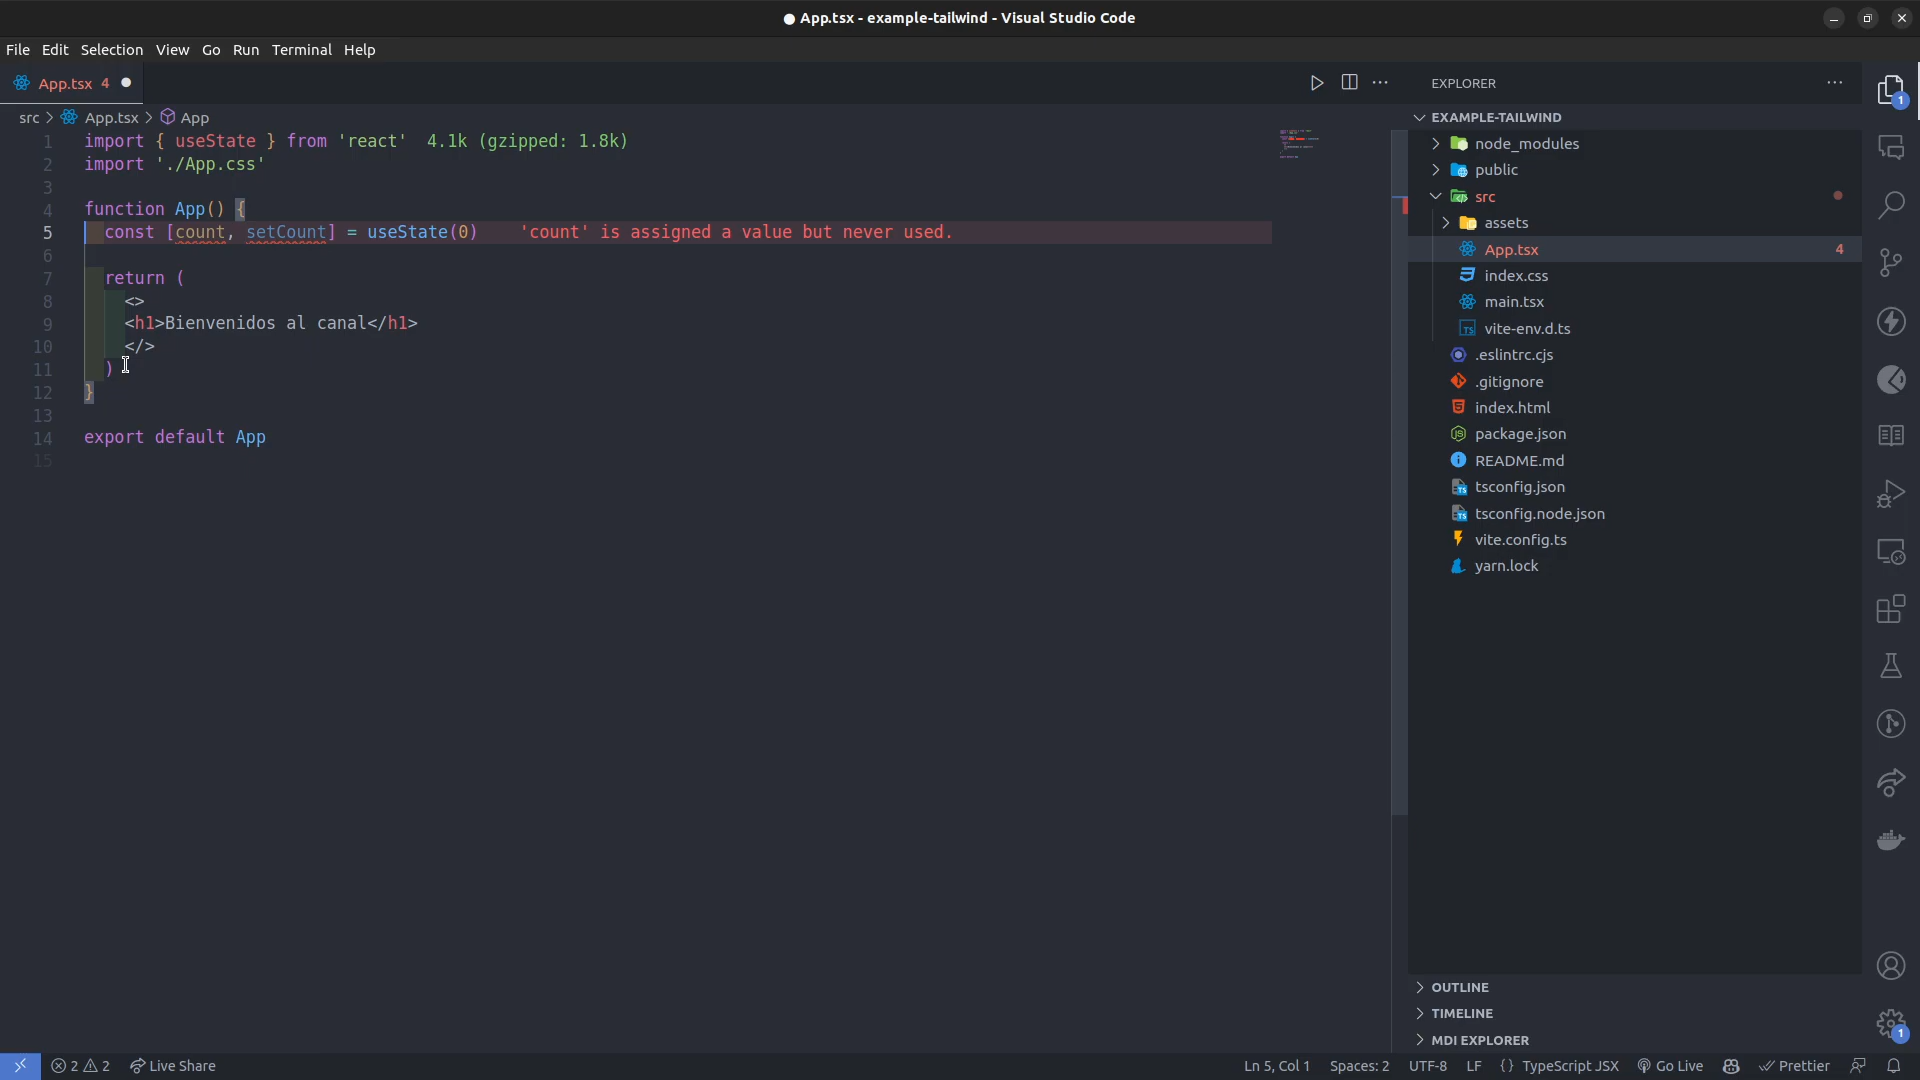 App.tsx - example-tailwind - Visual Studio Code
File Edit Selection View Go Run Terminal Help
App.tsx 4
EXPLORER
src > App.tsx > App
EXAMPLE-TAILWIND
1 import { useState } from 'react' 4.1k (gzipped: 1.8k)
2 import './App.css'
3
4 function App() {
5 const [count, setCount] = useState(0) 'count' is assigned a value but never used.
6
7 return (
8 <>
9 <h1>Bienvenidos al canal</h1>
10 </>
11 )
12 }
13
14 export default App
15
node_modules
public
src
assets
App.tsx 4
index.css
main.tsx
TS vite-env.d.ts
.eslintrc.cjs
.gitignore
index.html
package.json
README.md
TS tsconfig.json
TS tsconfig.node.json
vite.config.ts
yarn.lock
OUTLINE
TIMELINE
MDI EXPLORER
1
1
2 2 Live Share
Ln 5, Col 1 Spaces: 2 UTF-8 LF {} TypeScript JSX Go Live Prettier